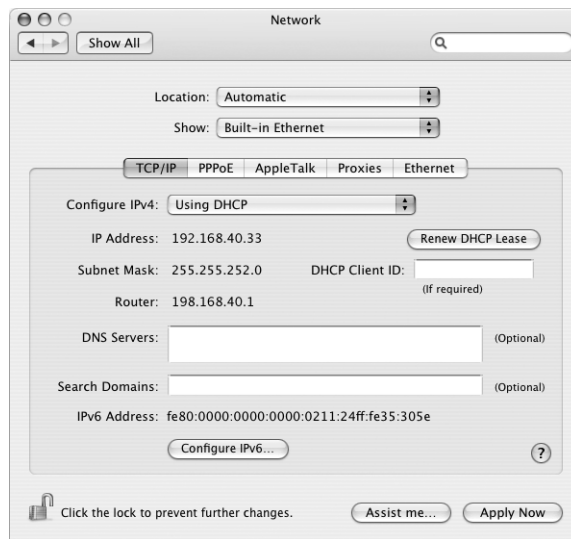 Network
Show All
Location: Automatic
Show: Built-in Ethernet
TCP/IP PPPoE AppleTalk Proxies Ethernet
Configure IPv4: Using DHCP
IP Address: 192.168.40.33 Renew DHCP Lease
Subnet Mask: 255.255.252.0 DHCP Client ID:
(If required)
Router: 198.168.40.1
DNS Servers: (Optional)
Search Domains: (Optional)
IPv6 Address: fe80:0000:0000:0000:0211:24ff:fe35:305e
Configure IPv6... ?
Click the lock to prevent further changes. Assist me... Apply Now